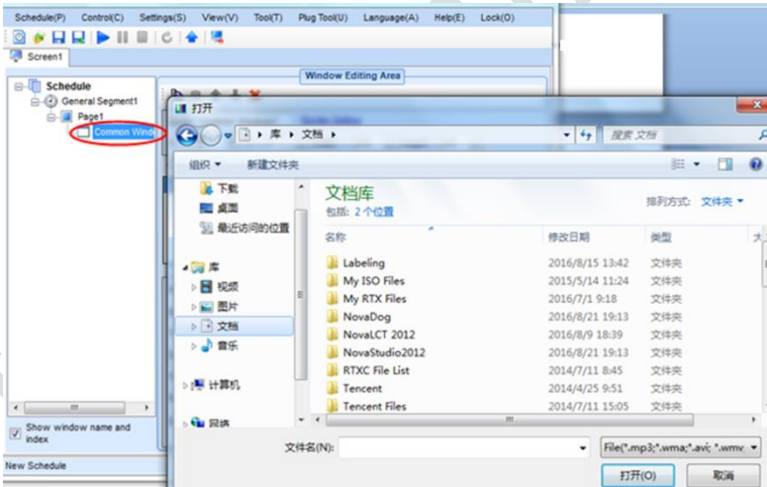 Schedule(P) Control(C) Settings(S) View(V) Tool(T) Plug Tool(U) Language(A) Help(E) Lock(O)
Screen1
Window Editing Area
Schedule
General Segment1
Page1
Common Wind
打开
库 文档
搜索 文档
组织 新建文件夹
下载
桌面
最近访问的位置
库
视频
图片
文档
音乐
计算机
网络
文档库
包括: 2 个位置
排列方式: 文件夹
名称 修改日期 类型 大
Labeling 2016/8/15 13:42 文件夹
My ISO Files 2015/5/14 11:24 文件夹
My RTX Files 2016/7/1 9:18 文件夹
NovaDog 2016/8/21 19:13 文件夹
NovaLCT 2012 2016/8/9 18:39 文件夹
NovaStudio2012 2016/8/21 19:13 文件夹
RTXC File List 2014/7/11 8:45 文件夹
Tencent 2014/4/25 9:51 文件夹
Tencent Files 2014/7/11 15:05 文件夹
Show window name and
index
文件名(N): File(*.mp3;*.wma;*.avi; *.wmv;
New Schedule
打开(O) 取消